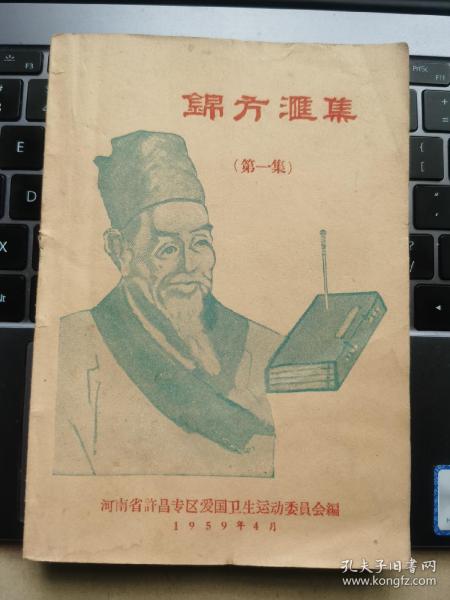 錦方滙集
（第一集）
河南省許昌专区爱国卫生运动委員会編
1959年4月
孔夫子旧书网
www.kongfz.com